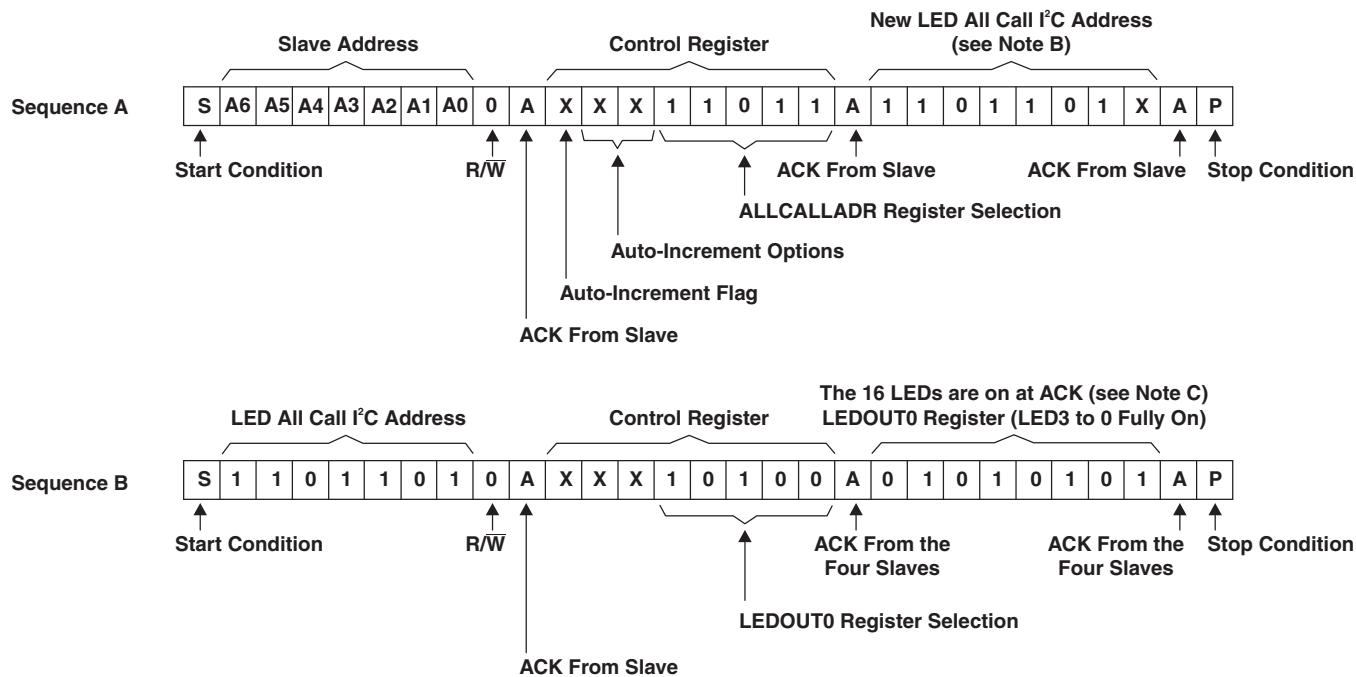 New LED All Call I²C Address
(see Note B)
Slave Address
Control Register
Sequence A
S A6 A5 A4 A3 A2 A1 A0 0 A X X X 1 1 0 1 1 A 1 1 0 1 1 0 1 X A P
Start Condition
R/W̅
ACK From Slave
ACK From Slave
Stop Condition
ALLCALLADR Register Selection
Auto-Increment Options
Auto-Increment Flag
ACK From Slave
The 16 LEDs are on at ACK (see Note C)
LED All Call I²C Address
Control Register
LEDOUT0 Register (LED3 to 0 Fully On)
Sequence B
S 1 1 0 1 1 0 1 0 A X X X 1 0 1 0 0 A 0 1 0 1 0 1 0 1 A P
Start Condition
R/W̅
ACK From the
Four Slaves
ACK From the
Four Slaves
Stop Condition
LEDOUT0 Register Selection
ACK From Slave